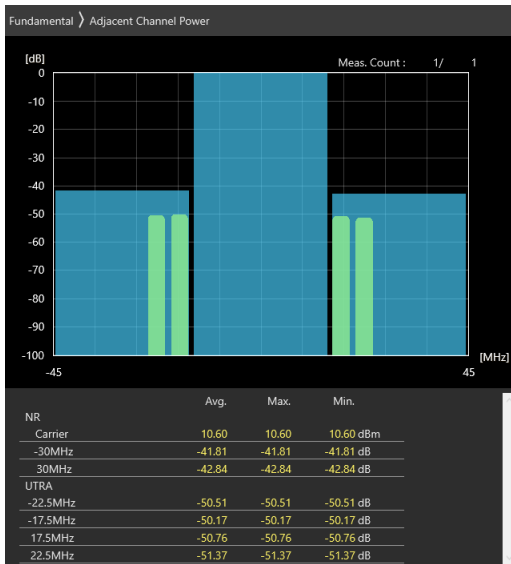 Fundamental 〉 Adjacent Channel Power
[dB]
Meas. Count : 1/ 1
0
-10
-20
-30
-40
-50
-60
-70
-80
-90
-100
[MHz]
-45 45
Avg. Max. Min.
NR
Carrier 10.60 10.60 10.60 dBm
-30MHz -41.81 -41.81 -41.81 dB
30MHz -42.84 -42.84 -42.84 dB
UTRA
-22.5MHz -50.51 -50.51 -50.51 dB
-17.5MHz -50.17 -50.17 -50.17 dB
17.5MHz -50.76 -50.76 -50.76 dB
22.5MHz -51.37 -51.37 -51.37 dB